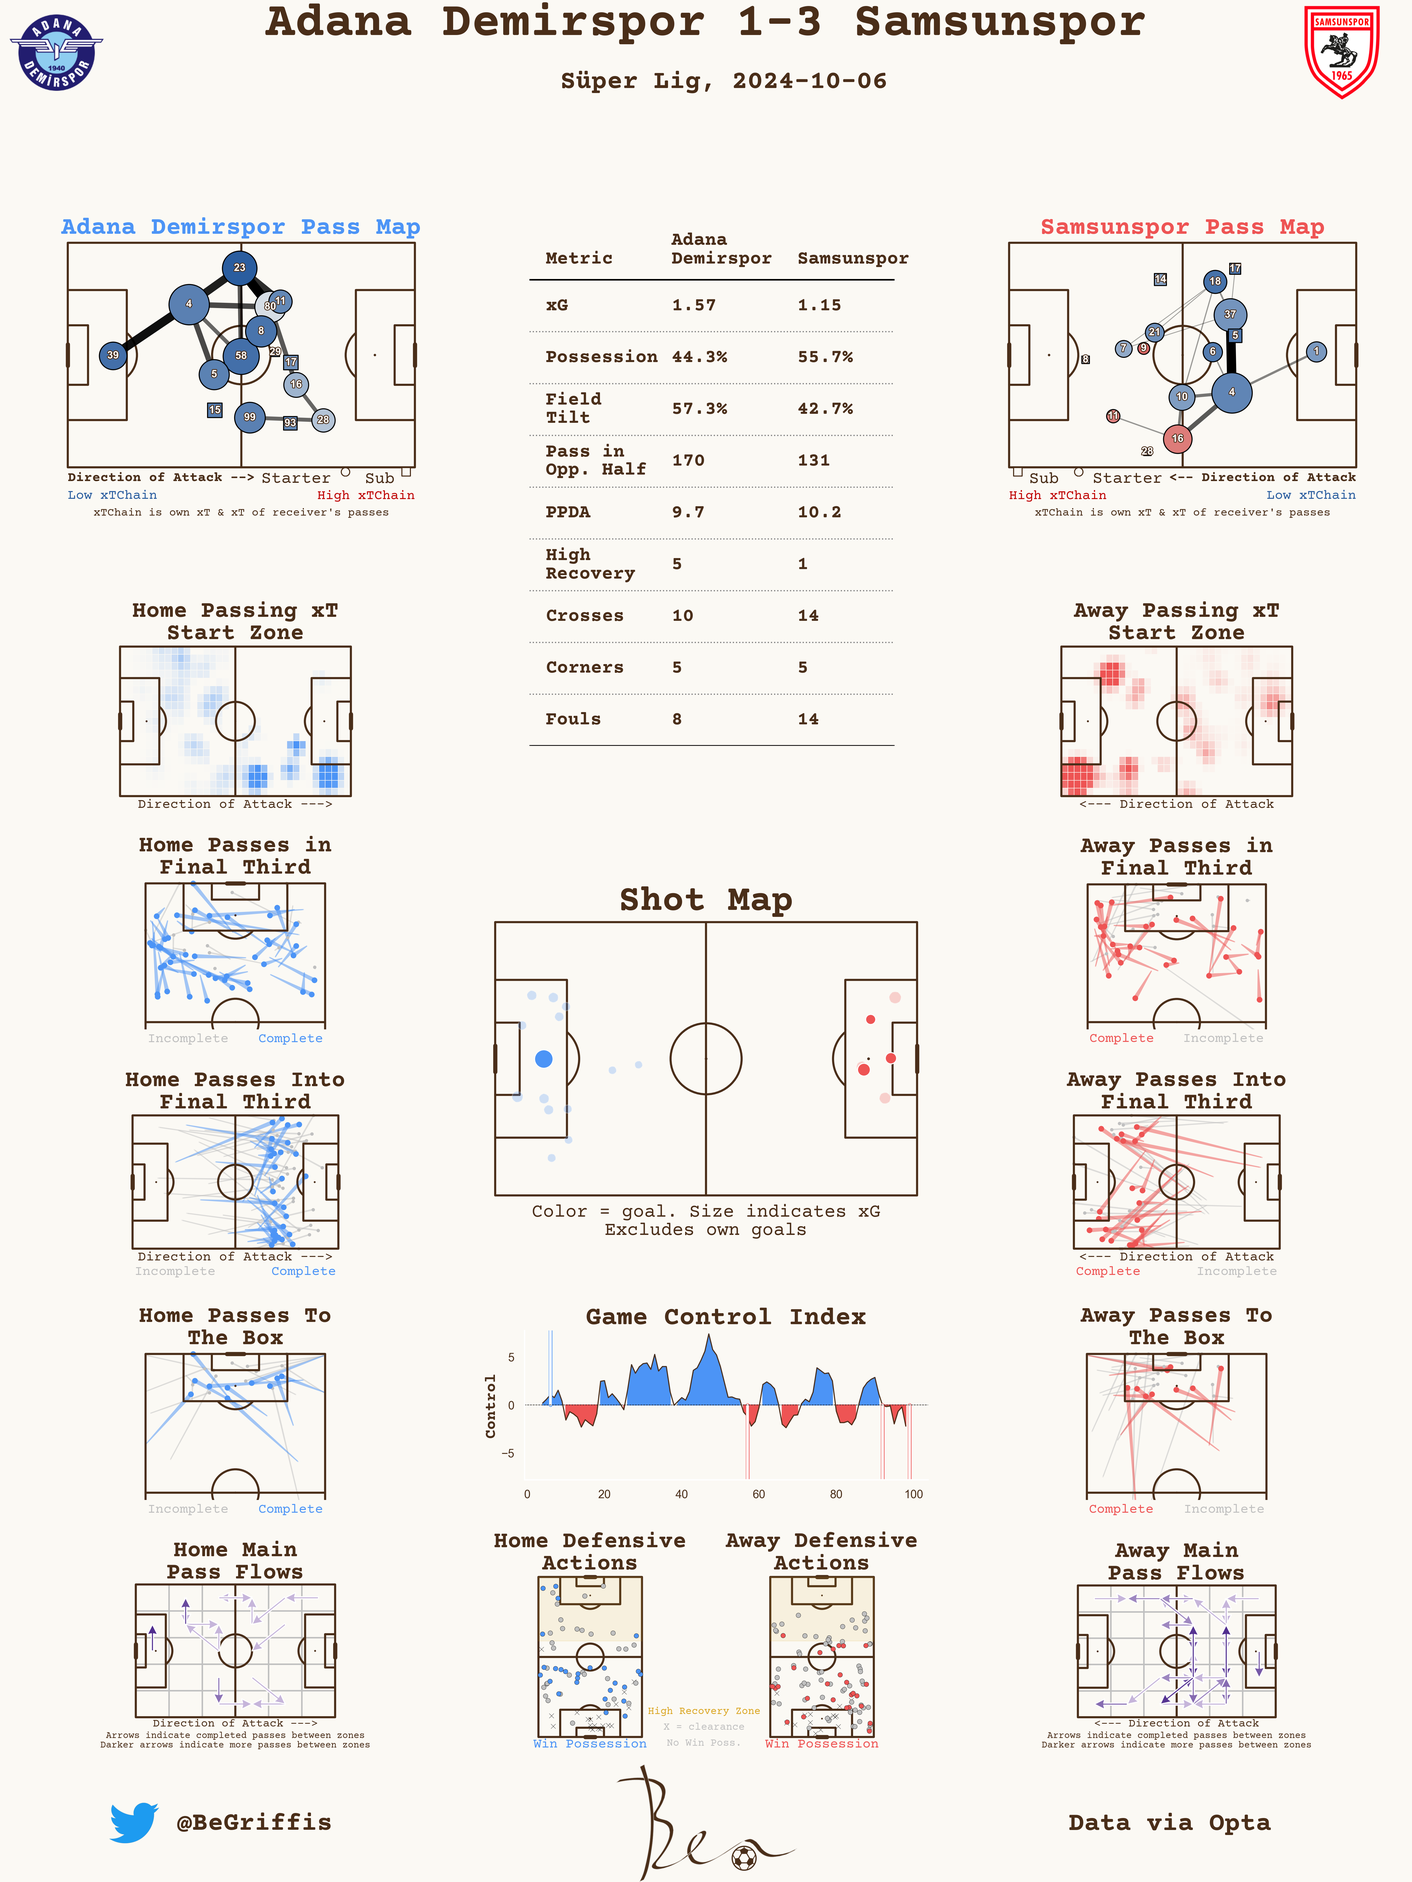 Adana Demirspor 1-3 Samsunspor
Süper Lig, 2024-10-06
ADANA
1940
DEMİRSPOR
SAMSUNSPOR
1965
Adana Demirspor Pass Map
23
4
80
11
8
39
58
29
17
5
16
15
99
93
28
Direction of Attack --> Starter Sub
Low xTChain High xTChain
xTChain is own xT & xT of receiver's passes
Metric Adana Demirspor Samsunspor
xG 1.57 1.15
Possession 44.3% 55.7%
Field Tilt 57.3% 42.7%
Pass in Opp. Half 170 131
PPDA 9.7 10.2
High Recovery 5 1
Crosses 10 14
Corners 5 5
Fouls 8 14
Samsunspor Pass Map
14
17
18
37
21
5
7
9
6
1
8
10
4
11
16
28
Sub Starter <-- Direction of Attack
High xTChain Low xTChain
xTChain is own xT & xT of receiver's passes
Home Passing xT
Start Zone
Direction of Attack --->
Away Passing xT
Start Zone
<--- Direction of Attack
Home Passes in
Final Third
Incomplete Complete
Away Passes in
Final Third
Complete Incomplete
Shot Map
Color = goal. Size indicates xG
Excludes own goals
Home Passes Into
Final Third
Direction of Attack --->
Incomplete Complete
Away Passes Into
Final Third
<--- Direction of Attack
Complete Incomplete
Home Passes To
The Box
Incomplete Complete
Game Control Index
Control
5
0
−5
0 20 40 60 80 100
Away Passes To
The Box
Complete Incomplete
Home Main
Pass Flows
Direction of Attack --->
Arrows indicate completed passes between zones
Darker arrows indicate more passes between zones
Home Defensive
Actions
Win Possession
High Recovery Zone
X = clearance
No Win Poss.
Away Defensive
Actions
Win Possession
Away Main
Pass Flows
<--- Direction of Attack
Arrows indicate completed passes between zones
Darker arrows indicate more passes between zones
@BeGriffis
Ben
Data via Opta